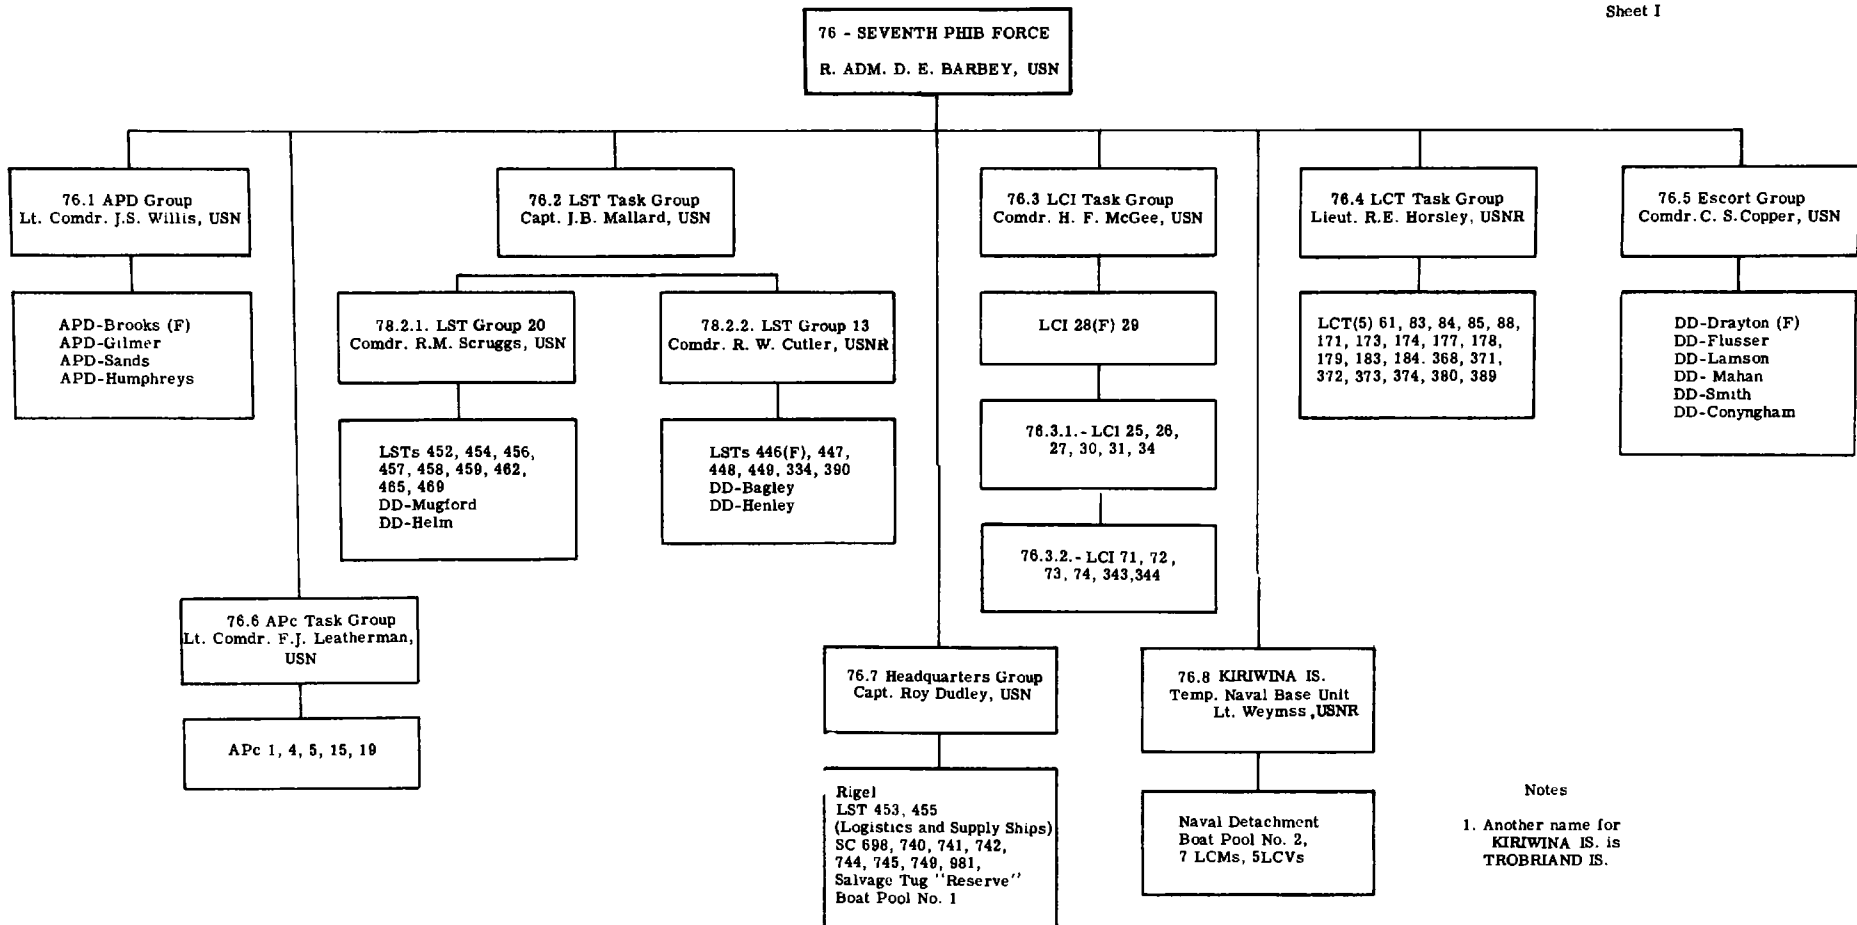 Sheet I
76 - SEVENTH PHIB FORCE
R. ADM. D. E. BARBEY, USN
76.1 APD Group
Lt. Comdr. J.S. Willis, USN
APD-Brooks (F)
APD-Gilmer
APD-Sands
APD-Humphreys
76.2 LST Task Group
Capt. J.B. Mallard, USN
78.2.1. LST Group 20
Comdr. R.M. Scruggs, USN
LSTs 452, 454, 456,
457, 458, 459, 462,
465, 469
DD-Mugford
DD-Helm
78.2.2. LST Group 13
Comdr. R. W. Cutler, USNR
LSTs 446(F), 447,
448, 449, 334, 390
DD-Bagley
DD-Henley
76.3 LCI Task Group
Comdr. H. F. McGee, USN
LCI 28(F) 29
76.3.1.- LCI 25, 26,
27, 30, 31, 34
76.3.2.- LCI 71, 72,
73, 74, 343,344
76.4 LCT Task Group
Lieut. R.E. Horsley, USNR
LCT(5) 61, 83, 84, 85, 88,
171, 173, 174, 177, 178,
179, 183, 184. 368, 371,
372, 373, 374, 380, 389
76.5 Escort Group
Comdr. C. S.Copper, USN
DD-Drayton (F)
DD-Flusser
DD-Lamson
DD- Mahan
DD-Smith
DD-Conyngham
76.6 APc Task Group
Lt. Comdr. F.J. Leatherman,
USN
APc 1, 4, 5, 15, 19
76.7 Headquarters Group
Capt. Roy Dudley, USN
Rigel
LST 453, 455
(Logistics and Supply Ships)
SC 698, 740, 741, 742,
744, 745, 749, 981,
Salvage Tug "Reserve"
Boat Pool No. 1
76.8 KIRIWINA IS.
Temp. Naval Base Unit
Lt. Weymss ,USNR
Naval Detachment
Boat Pool No. 2,
7 LCMs, 5LCVs
Notes
1. Another name for
KIRIWINA IS. is
TROBRIAND IS.